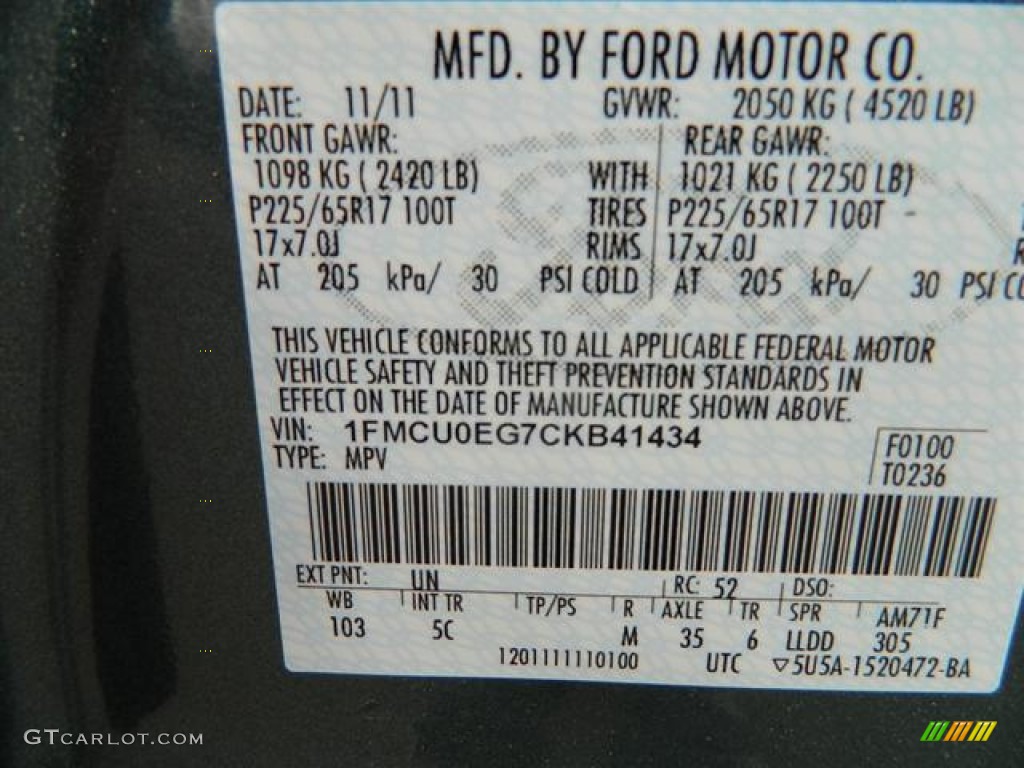 MFD. BY FORD MOTOR CO.
DATE: 11/11 GVWR: 2050 KG ( 4520 LB)
FRONT GAWR: REAR GAWR:
1098 KG ( 2420 LB) WITH 1021 KG ( 2250 LB)
P225/65R17 100T TIRES P225/65R17 100T
17x7.0J RIMS 17x7.0J
AT 205 kPa/ 30 PSI COLD AT 205 kPa/ 30 PSI
THIS VEHICLE CONFORMS TO ALL APPLICABLE FEDERAL MOTOR
VEHICLE SAFETY AND THEFT PREVENTION STANDARDS IN
EFFECT ON THE DATE OF MANUFACTURE SHOWN ABOVE.
VIN: 1FMCU0EG7CKB41434 F0100
TYPE: MPV T0236
EXT PNT: UN RC: 52 DSO:
WB INT TR TP/PS R AXLE TR SPR AM71F
103 5C M 35 6 LLDD 305
1201111110100 UTC ▽5U5A-1520472-BA
GTCARLOT.COM